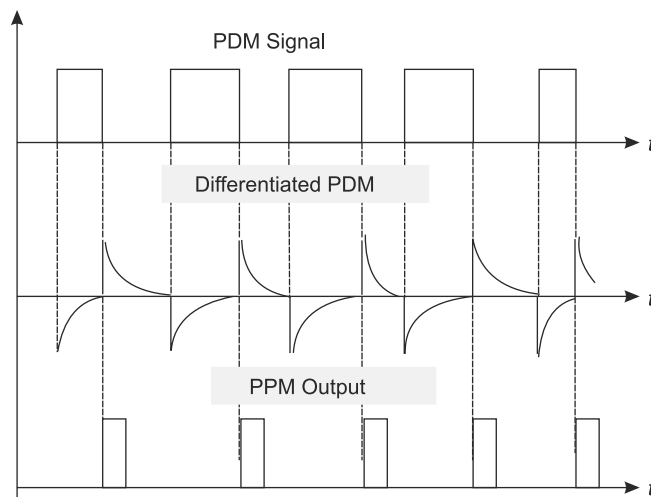 PDM Signal
t
Differentiated PDM
t
PPM Output
t